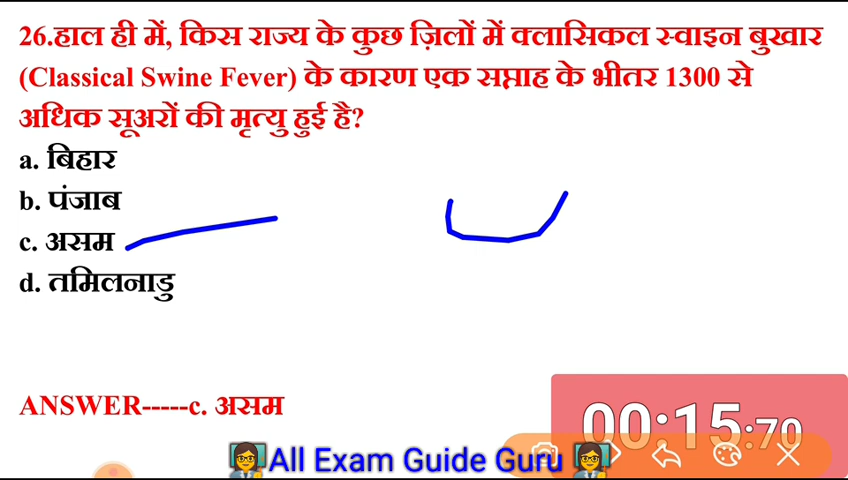 26.हाल ही में, किस राज्य के कुछ ज़िलों में क्लासिकल स्वाइन बुखार
(Classical Swine Fever) के कारण एक सप्ताह के भीतर 1300 से
अधिक सूअरों की मृत्यु हुई है?
a. बिहार
b. पंजाब
c. असम
d. तमिलनाडु
ANSWER-----c. असम
00:15:70
All Exam Guide Guru